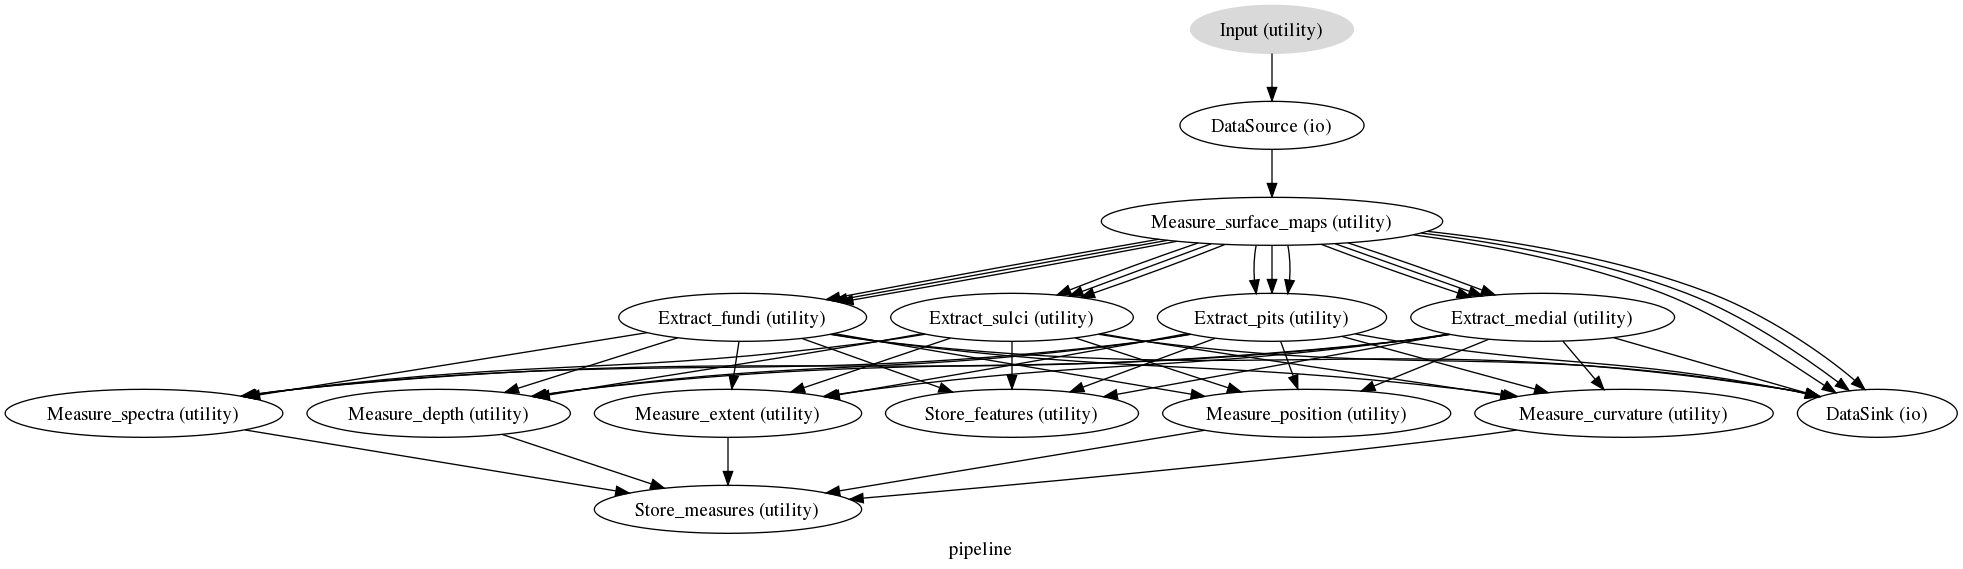 Input (utility)
DataSource (io)
Measure_surface_maps (utility)
Extract_fundi (utility)
Extract_sulci (utility)
Extract_pits (utility)
Extract_medial (utility)
Measure_spectra (utility)
Measure_depth (utility)
Measure_extent (utility)
Store_features (utility)
Measure_position (utility)
Measure_curvature (utility)
DataSink (io)
Store_measures (utility)
pipeline